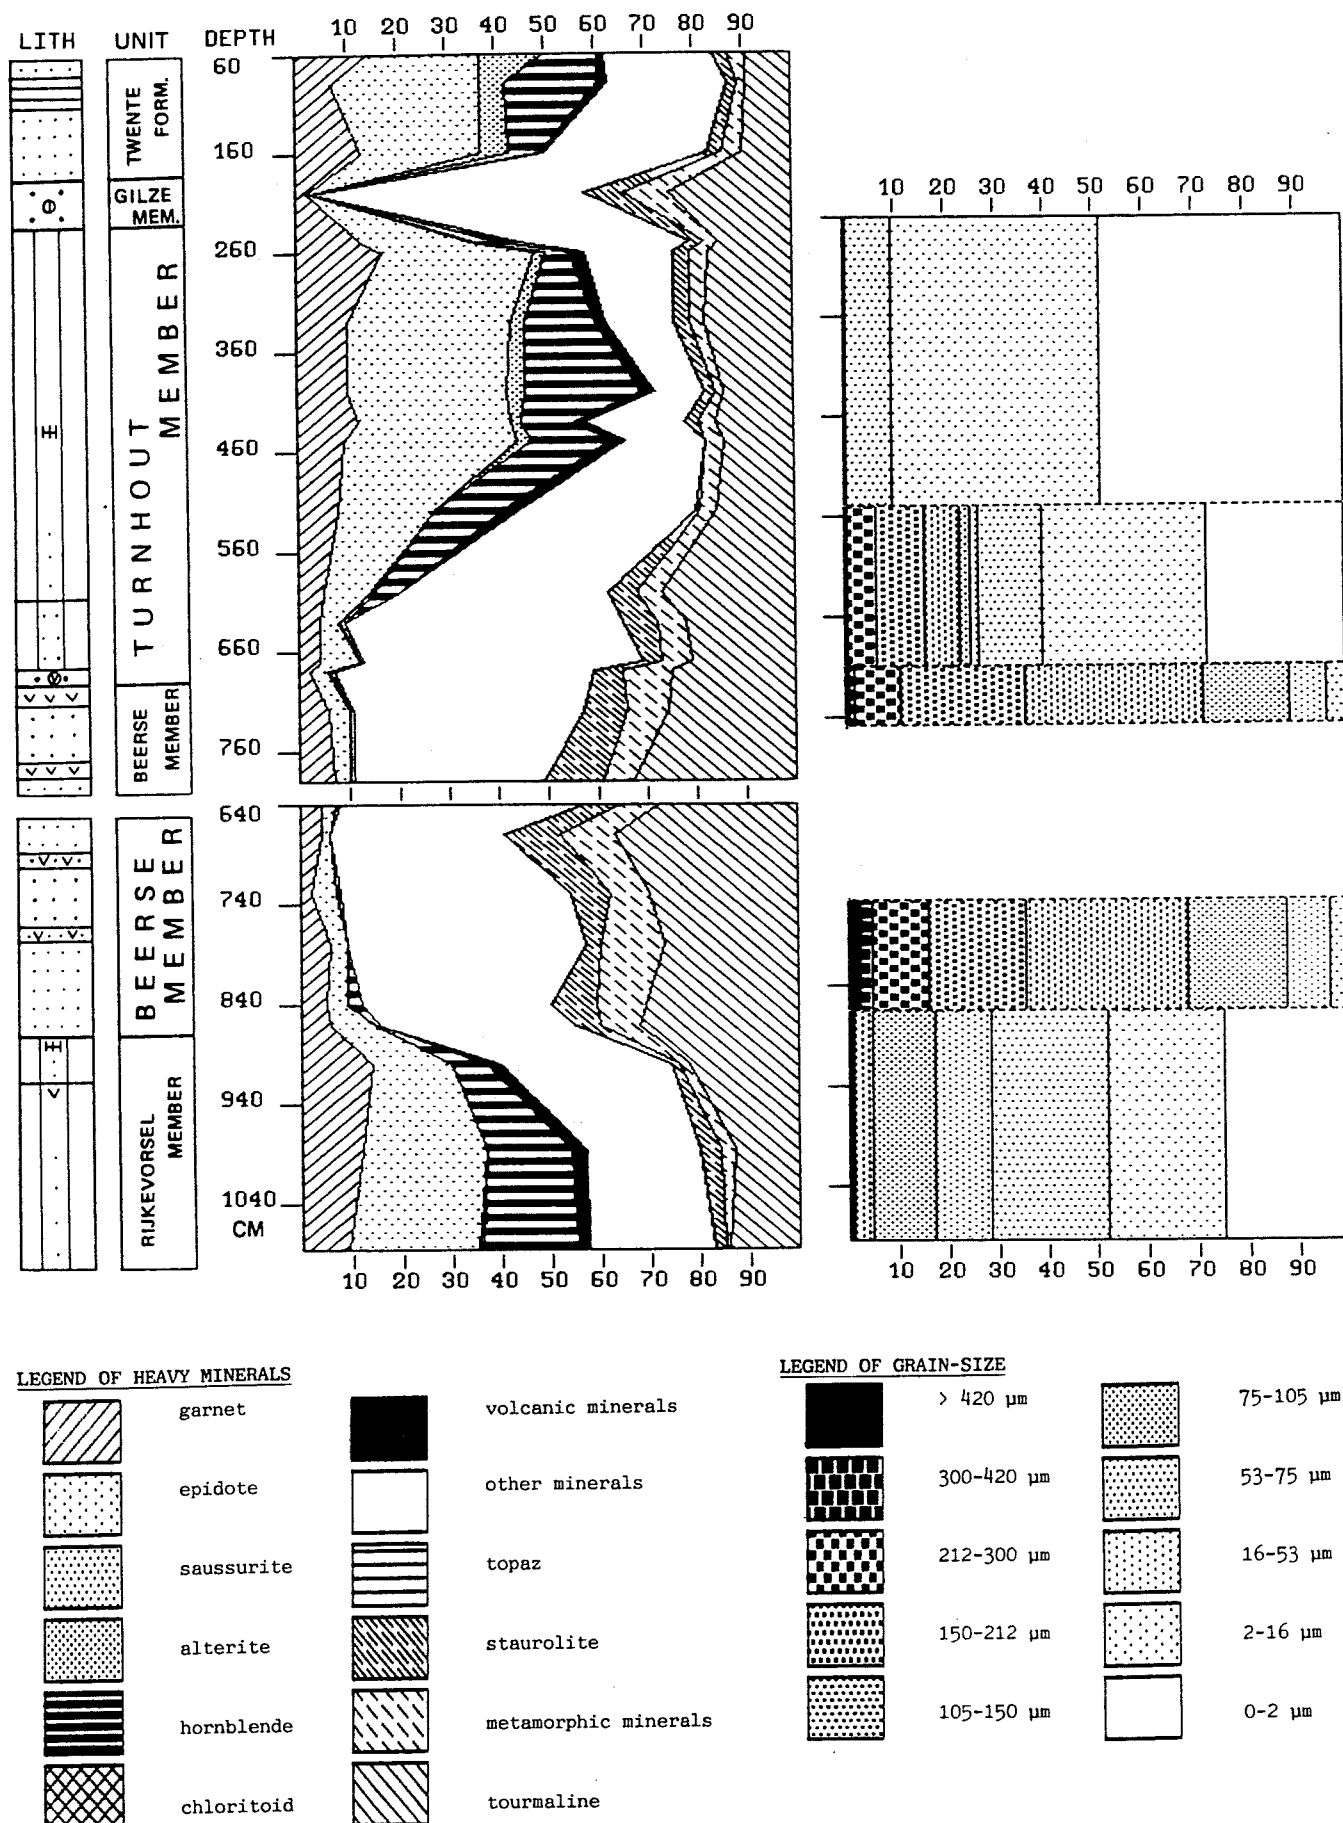 LITH UNIT DEPTH
10 20 30 40 50 60 70 80 90
60
160
260
360
460
560
660
760
TWENTE
FORM.
GILZE
MEM.
TURNHOUT
MEMBER
BEERSE
MEMBER
10 20 30 40 50 60 70 80 90
640
740
840
940
1040
CM
BEERSE
MEMBER
RIJKEVORSEL
MEMBER
10 20 30 40 50 60 70 80 90
10 20 30 40 50 60 70 80 90
LEGEND OF HEAVY MINERALS
garnet
epidote
saussurite
alterite
hornblende
chloritoid
volcanic minerals
other minerals
topaz
staurolite
metamorphic minerals
tourmaline
LEGEND OF GRAIN-SIZE
> 420 µm
300-420 µm
212-300 µm
150-212 µm
105-150 µm
75-105 µm
53-75 µm
16-53 µm
2-16 µm
0-2 µm